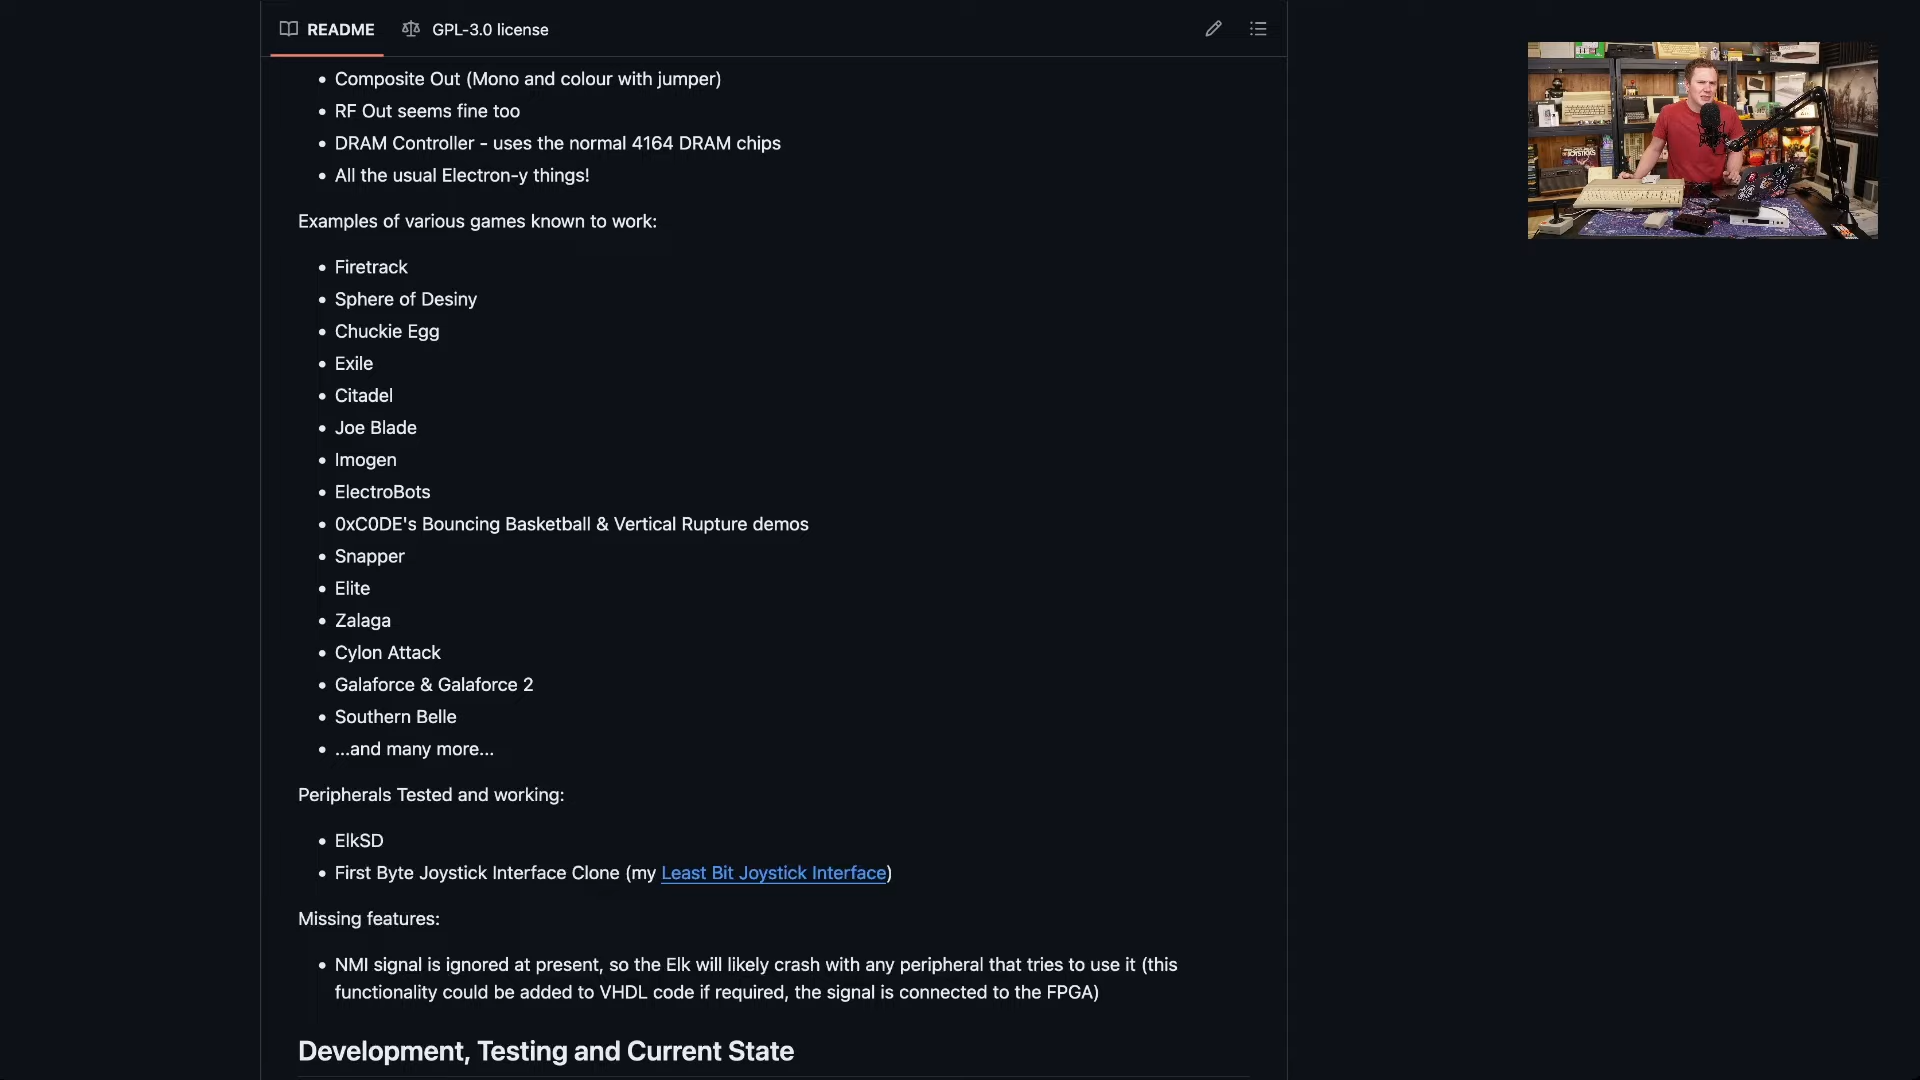 README
GPL-3.0 license
Composite Out (Mono and colour with jumper)
RF Out seems fine too
DRAM Controller - uses the normal 4164 DRAM chips
All the usual Electron-y things!
Examples of various games known to work:
Firetrack
Sphere of Desiny
Chuckie Egg
Exile
Citadel
Joe Blade
Imogen
ElectroBots
0xC0DE's Bouncing Basketball & Vertical Rupture demos
Snapper
Elite
Zalaga
Cylon Attack
Galaforce & Galaforce 2
Southern Belle
...and many more...
Peripherals Tested and working:
ElkSD
First Byte Joystick Interface Clone (my Least Bit Joystick Interface)
Missing features:
NMI signal is ignored at present, so the Elk will likely crash with any peripheral that tries to use it (this
functionality could be added to VHDL code if required, the signal is connected to the FPGA)
Development, Testing and Current State